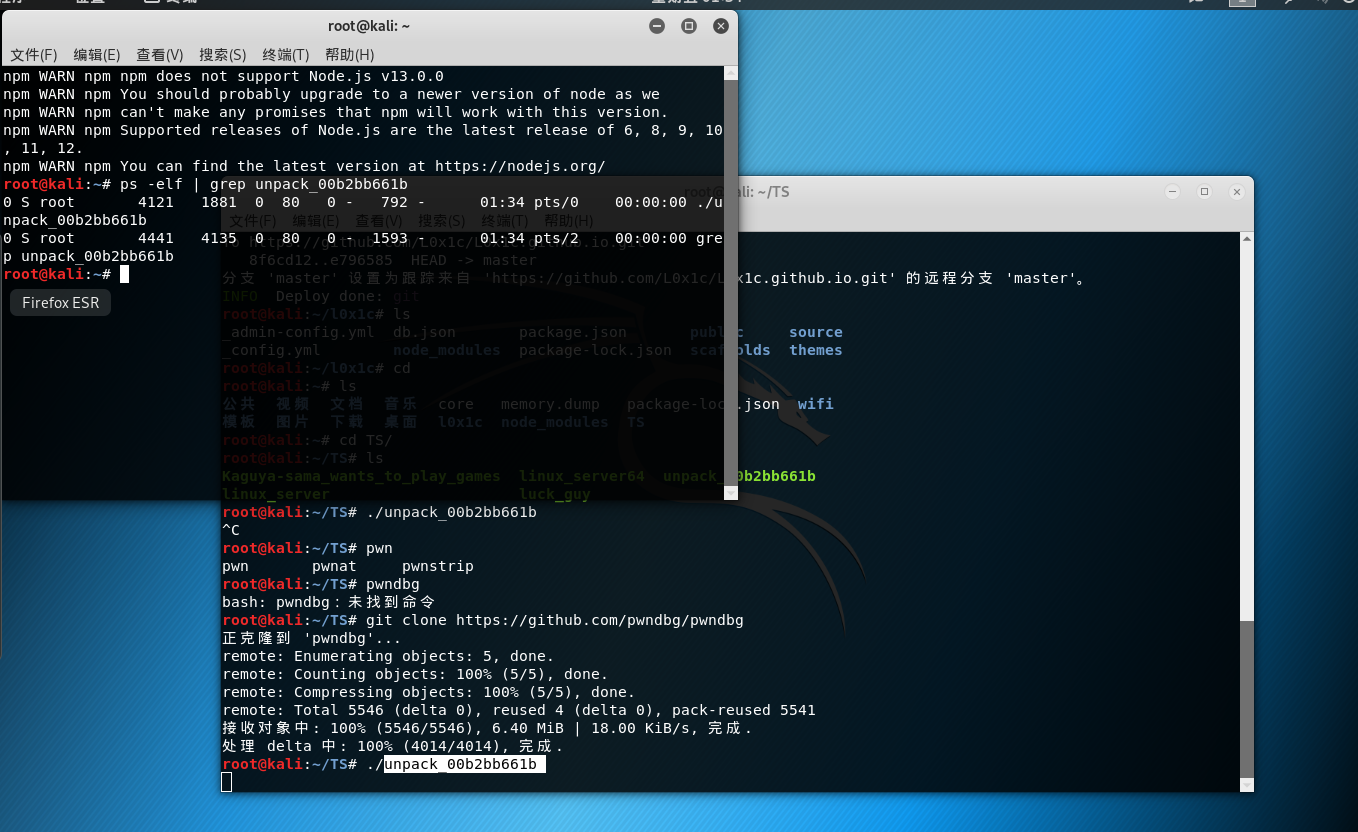 root@kali: ~
文件(F) 编辑(E) 查看(V) 搜索(S) 终端(T) 帮助(H)
npm WARN npm npm does not support Node.js v13.0.0
npm WARN npm You should probably upgrade to a newer version of node as we
npm WARN npm can't make any promises that npm will work with this version.
npm WARN npm Supported releases of Node.js are the latest release of 6, 8, 9, 10
, 11, 12.
npm WARN npm You can find the latest version at https://nodejs.org/
root@kali:~# ps -elf | grep unpack_00b2bb661b
0 S root 4121 1881 0 80 0 - 792 - 01:34 pts/0 00:00:00 ./u
npack_00b2bb661b
0 S root 4441 4135 0 80 0 - 1593 - 01:34 pts/2 00:00:00 gre
p unpack_00b2bb661b
root@kali:~#
Firefox ESR
root@kali: ~/TS
文件(F) 编辑(E) 查看(V) 搜索(S) 终端(T) 帮助(H)
To https://github.com/L0x1c/L0x1c.github.io.git
8f6cd12..e796585 HEAD -> master
分支 'master' 设置为跟踪来自 'https://github.com/L0x1c/L0x1c.github.io.git' 的远程分支 'master'。
INFO Deploy done: git
root@kali:~/l0x1c# ls
_admin-config.yml db.json package.json public source
_config.yml node_modules package-lock.json scaffolds themes
root@kali:~/l0x1c# cd
root@kali:~# ls
公共 视频 文档 音乐 core memory.dump package-lock.json wifi
模板 图片 下载 桌面 l0x1c node_modules TS
root@kali:~# cd TS/
root@kali:~/TS# ls
Kaguya-sama_wants_to_play_games linux_server64 unpack_00b2bb661b
linux_server luck_guy
root@kali:~/TS# ./unpack_00b2bb661b
^C
root@kali:~/TS# pwn
pwn pwnat pwnstrip
root@kali:~/TS# pwndbg
bash: pwndbg：未找到命令
root@kali:~/TS# git clone https://github.com/pwndbg/pwndbg
正克隆到 'pwndbg'...
remote: Enumerating objects: 5, done.
remote: Counting objects: 100% (5/5), done.
remote: Compressing objects: 100% (5/5), done.
remote: Total 5546 (delta 0), reused 4 (delta 0), pack-reused 5541
接收对象中: 100% (5546/5546), 6.40 MiB | 18.00 KiB/s, 完成.
处理 delta 中: 100% (4014/4014), 完成.
root@kali:~/TS# ./unpack_00b2bb661b